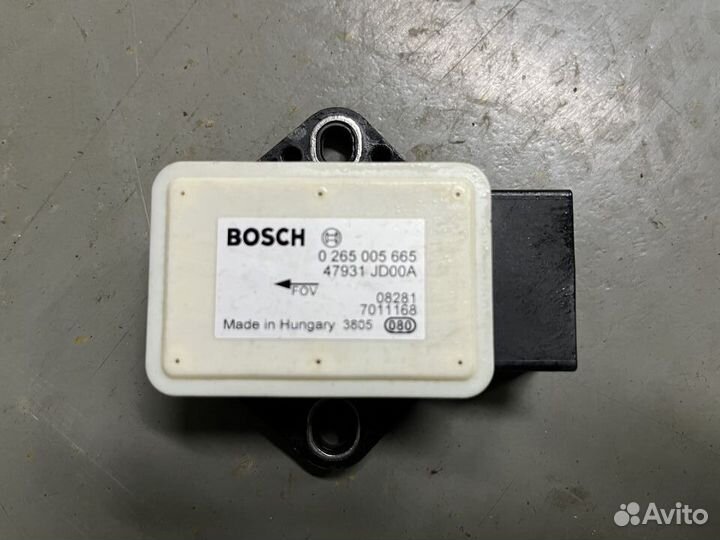 BOSCH
0 265 005 665
47931 JD00A
FOV
08281
7011168
Made in Hungary 3805 080
Avito